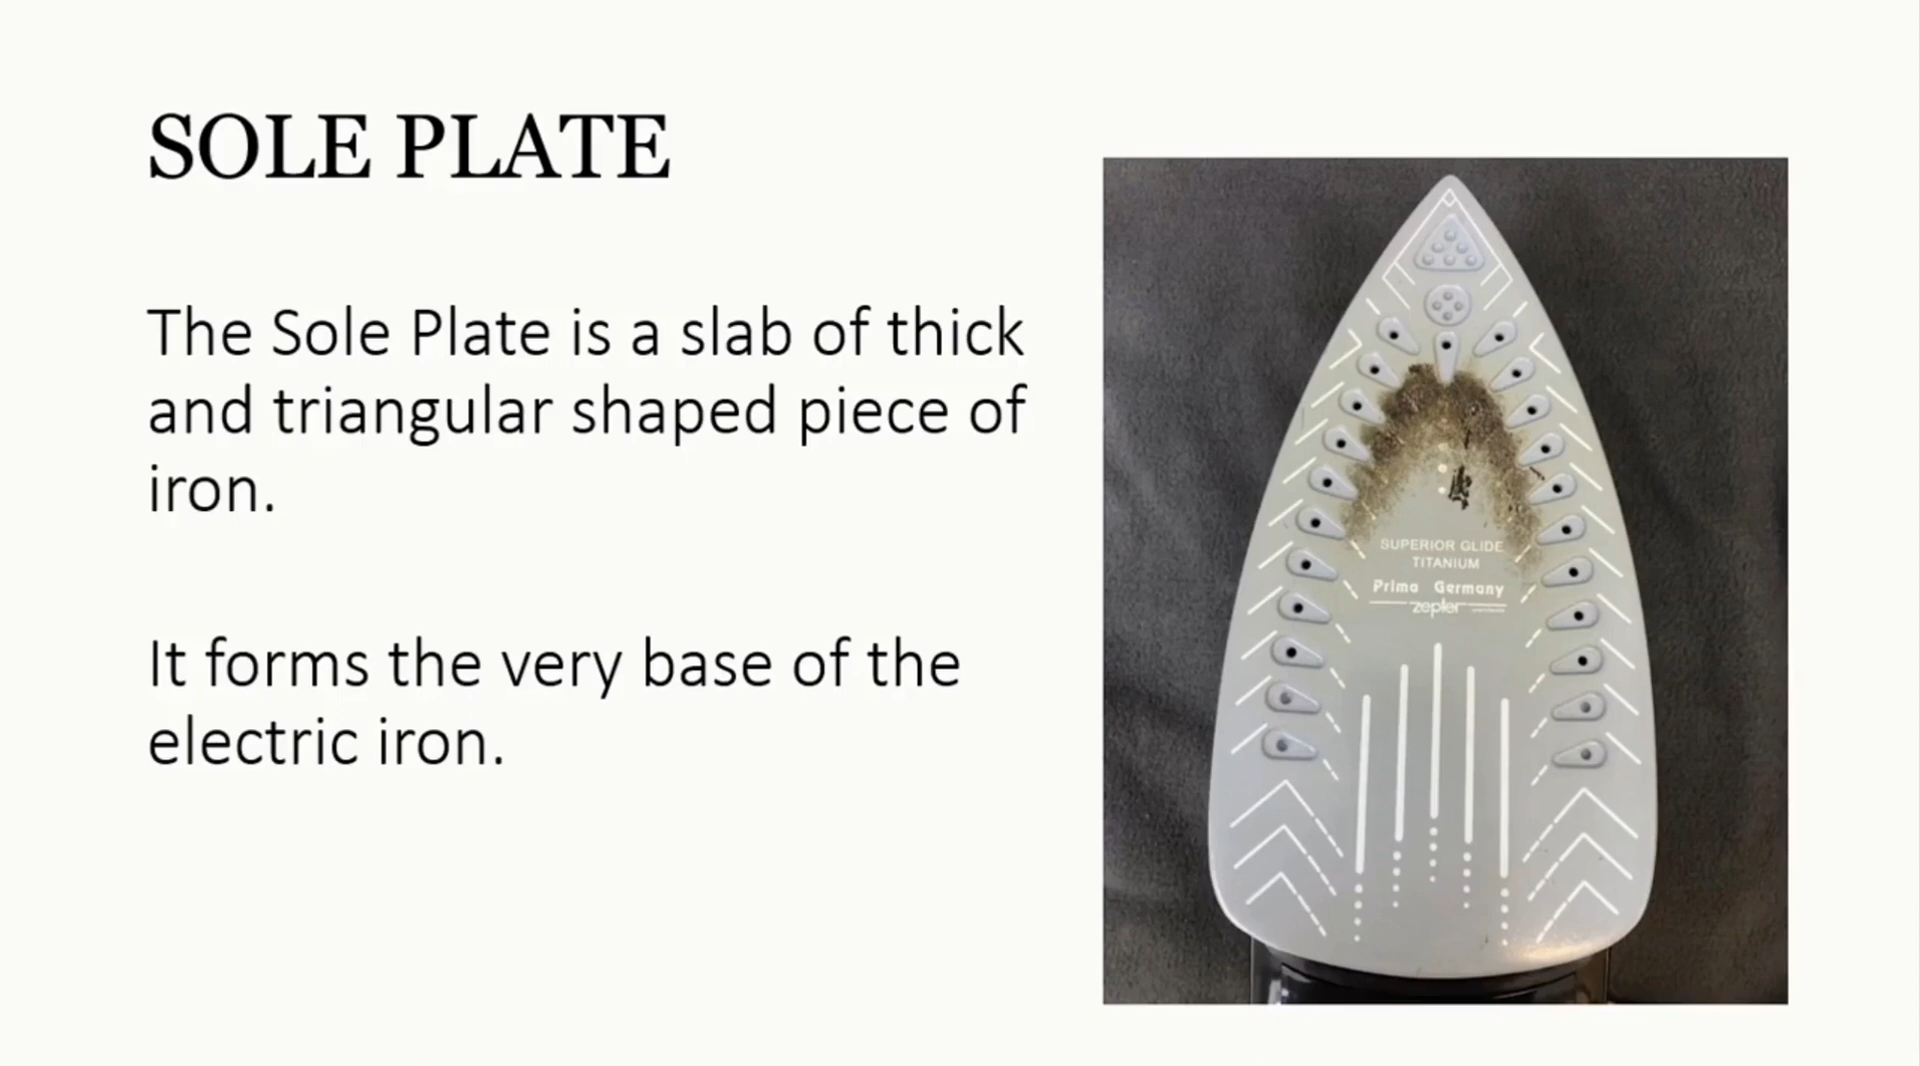 SOLE PLATE
The Sole Plate is a slab of thick
and triangular shaped piece of
iron.
It forms the very base of the
electric iron.
SUPERIOR GLIDE
TITANIUM
Prima Germany
zepter